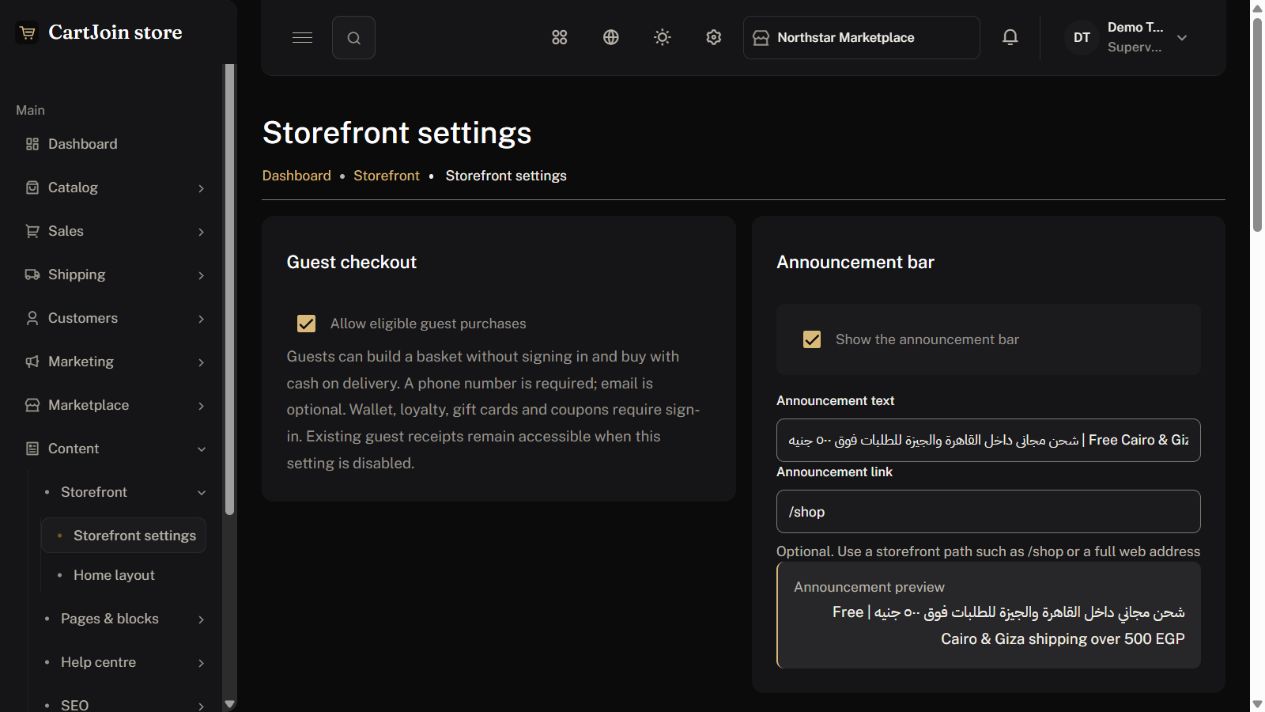 CartJoin store
Northstar Marketplace
DT
Demo T...
Superv...
Main
Dashboard
Catalog
Sales
Shipping
Customers
Marketing
Marketplace
Content
Storefront
Storefront settings
Home layout
Pages & blocks
Help centre
SEO
Storefront settings
Dashboard • Storefront • Storefront settings
Guest checkout
Allow eligible guest purchases
Guests can build a basket without signing in and buy with
cash on delivery. A phone number is required; email is
optional. Wallet, loyalty, gift cards and coupons require sign-
in. Existing guest receipts remain accessible when this
setting is disabled.
Announcement bar
Show the announcement bar
Announcement text
شحن مجاني داخل القاهرة والجيزة للطلبات فوق ٥٠٠ جنيه | Free Cairo & Giz
Announcement link
/shop
Optional. Use a storefront path such as /shop or a full web address
Announcement preview
شحن مجاني داخل القاهرة والجيزة للطلبات فوق ٥٠٠ جنيه | Free
Cairo & Giza shipping over 500 EGP